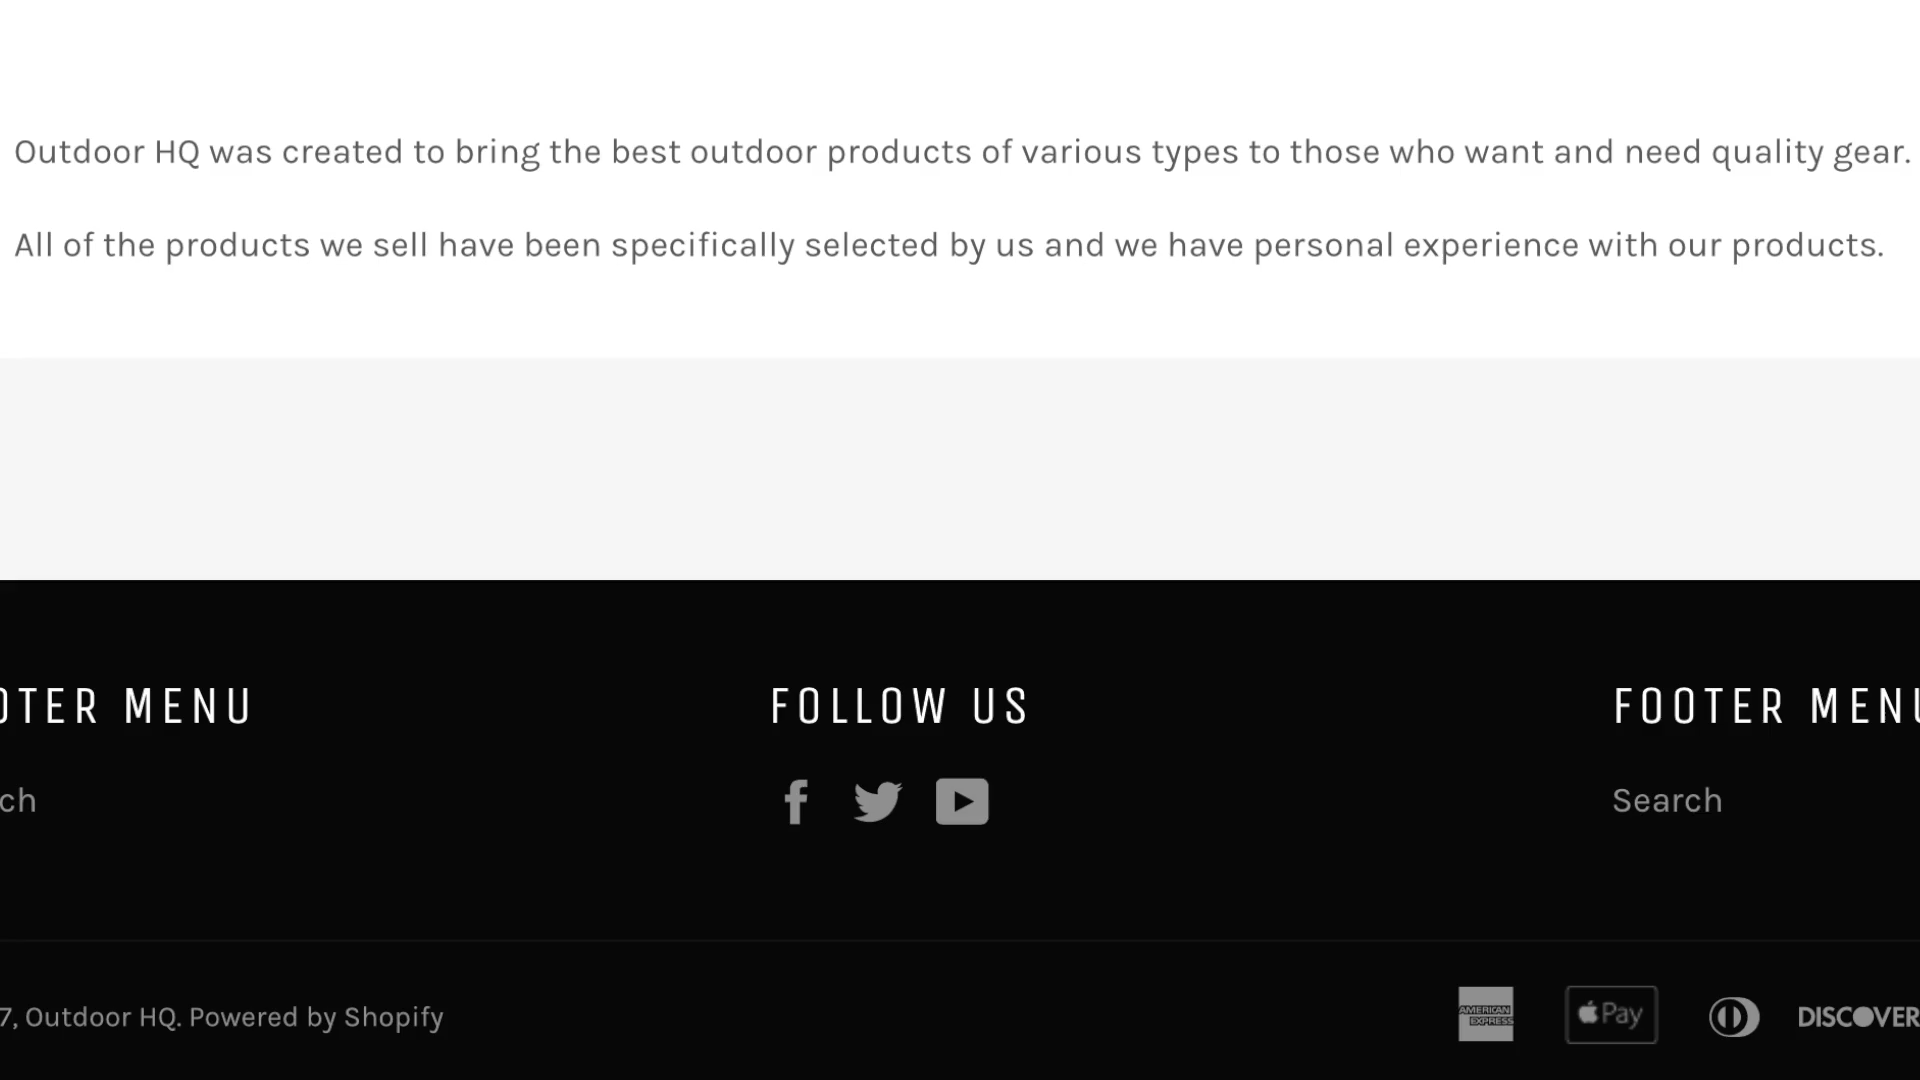 Outdoor HQ was created to bring the best outdoor products of various types to those who want and need quality gear.
All of the products we sell have been specifically selected by us and we have personal experience with our products.
OTER MENU
FOLLOW US
FOOTER MENU
ch
Search
7, Outdoor HQ. Powered by Shopify
AMERICAN EXPRESS
Pay
DISCOVER